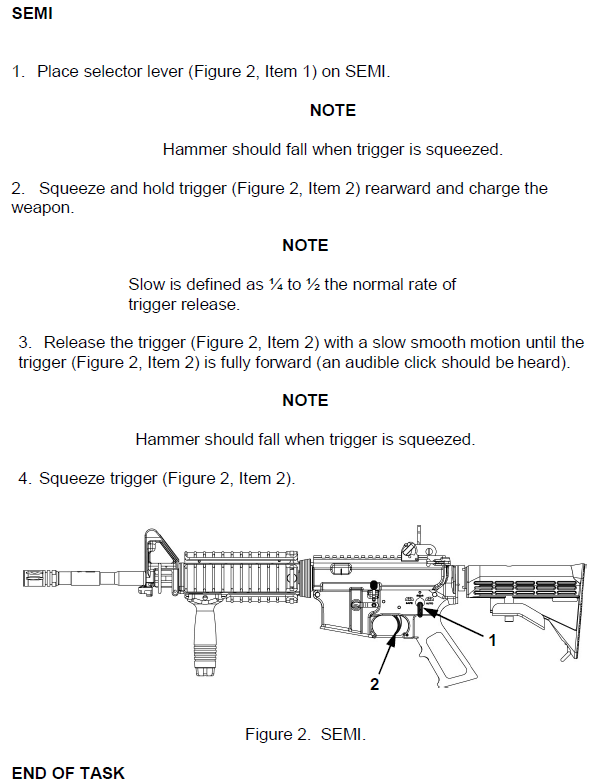 SEMI
1. Place selector lever (Figure 2, Item 1) on SEMI.
NOTE
Hammer should fall when trigger is squeezed.
2. Squeeze and hold trigger (Figure 2, Item 2) rearward and charge the
weapon.
NOTE
Slow is defined as ¼ to ½ the normal rate of
trigger release.
3. Release the trigger (Figure 2, Item 2) with a slow smooth motion until the
trigger (Figure 2, Item 2) is fully forward (an audible click should be heard).
NOTE
Hammer should fall when trigger is squeezed.
4. Squeeze trigger (Figure 2, Item 2).
1
2
Figure 2. SEMI.
END OF TASK